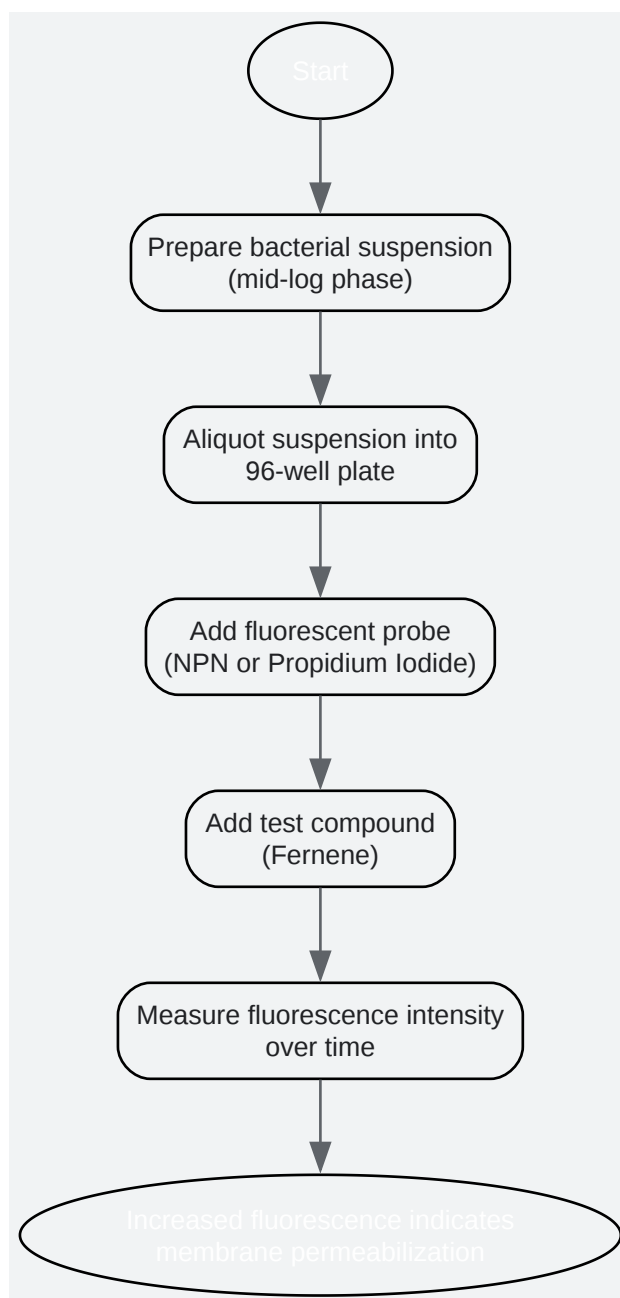 Start
Prepare bacterial suspension
(mid-log phase)
Aliquot suspension into
96-well plate
Add fluorescent probe
(NPN or Propidium Iodide)
Add test compound
(Fernene)
Measure fluorescence intensity
over time
Increased fluorescence indicates
membrane permeabilization